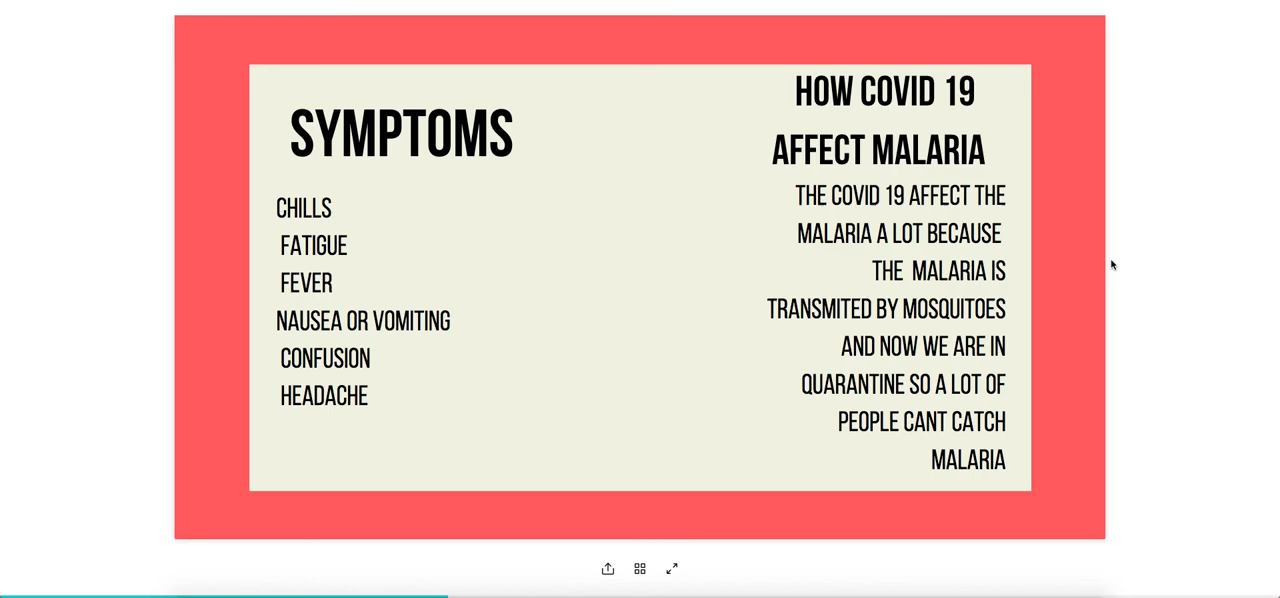 SYMPTOMS
CHILLS
FATIGUE
FEVER
NAUSEA OR VOMITING
CONFUSION
HEADACHE
HOW COVID 19
AFFECT MALARIA
THE COVID 19 AFFECT THE
MALARIA A LOT BECAUSE
THE MALARIA IS
TRANSMITED BY MOSQUITOES
AND NOW WE ARE IN
QUARANTINE SO A LOT OF
PEOPLE CANT CATCH
MALARIA